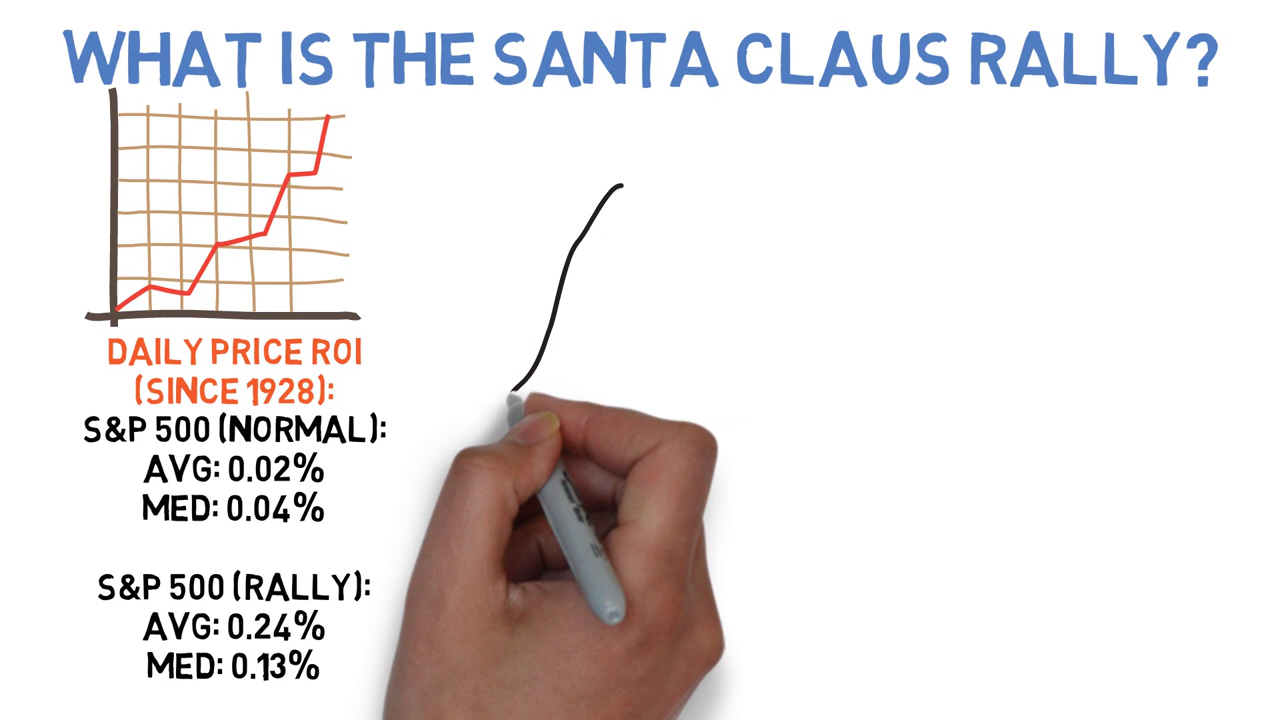 WHAT IS THE SANTA CLAUS RALLY?
DAILY PRICE ROI
(SINCE 1928):
S&P 500 (NORMAL):
AVG: 0.02%
MED: 0.04%
S&P 500 (RALLY):
AVG: 0.24%
MED: 0.13%